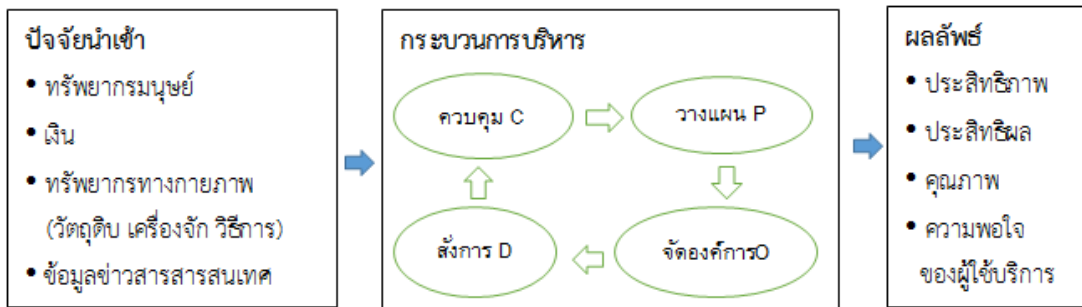 ปัจจัยนำเข้า
• ทรัพยากรมนุษย์
• เงิน
• ทรัพยากรทางกายภาพ
(วัตถุดิบ เครื่องจัก วิธีการ)
• ข้อมูลข่าวสารสารสนเทศ
กระบวนการบริหาร
ควบคุม C
วางแผน P
สั่งการ D
จัดองค์การO
ผลลัพธ์
• ประสิทธิภาพ
• ประสิทธิผล
• คุณภาพ
• ความพอใจ
ของผู้ใช้บริการ